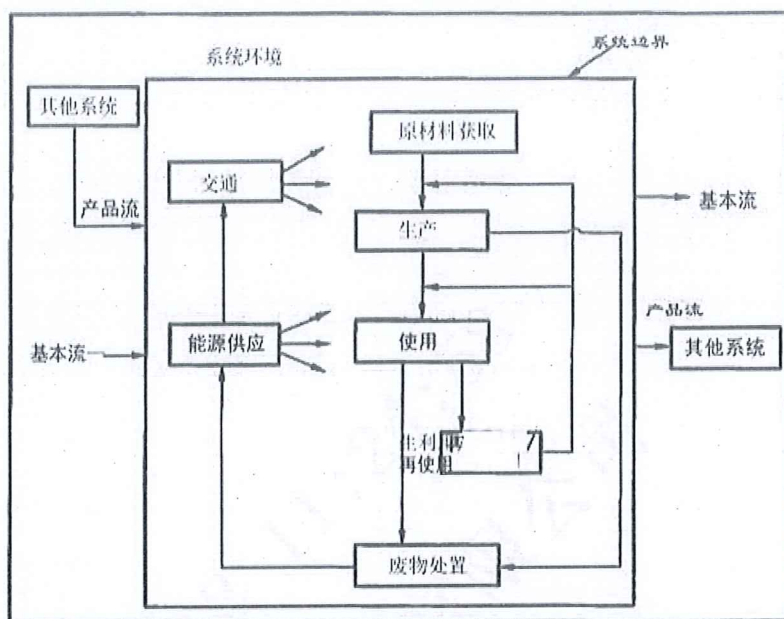 系统环境
系统边界
其他系统
原材料获取
交通
产品流
基本流
生产
产品流
能源供应
使用
基本流
其他系统
生利
再使用
废物处置